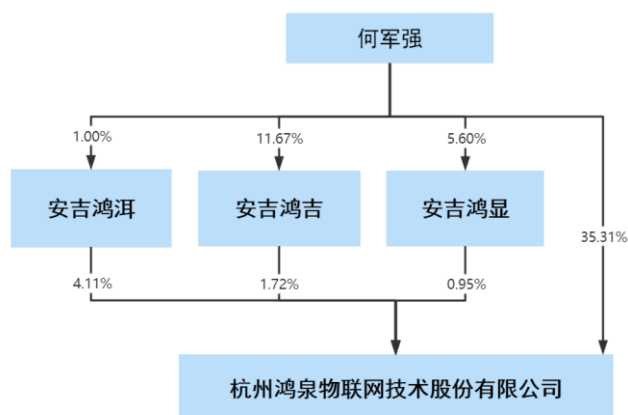 何军强
1.00%
11.67%
5.60%
安吉鸿洱
安吉鸿吉
安吉鸿显
35.31%
4.11%
1.72%
0.95%
杭州鸿泉物联网技术股份有限公司